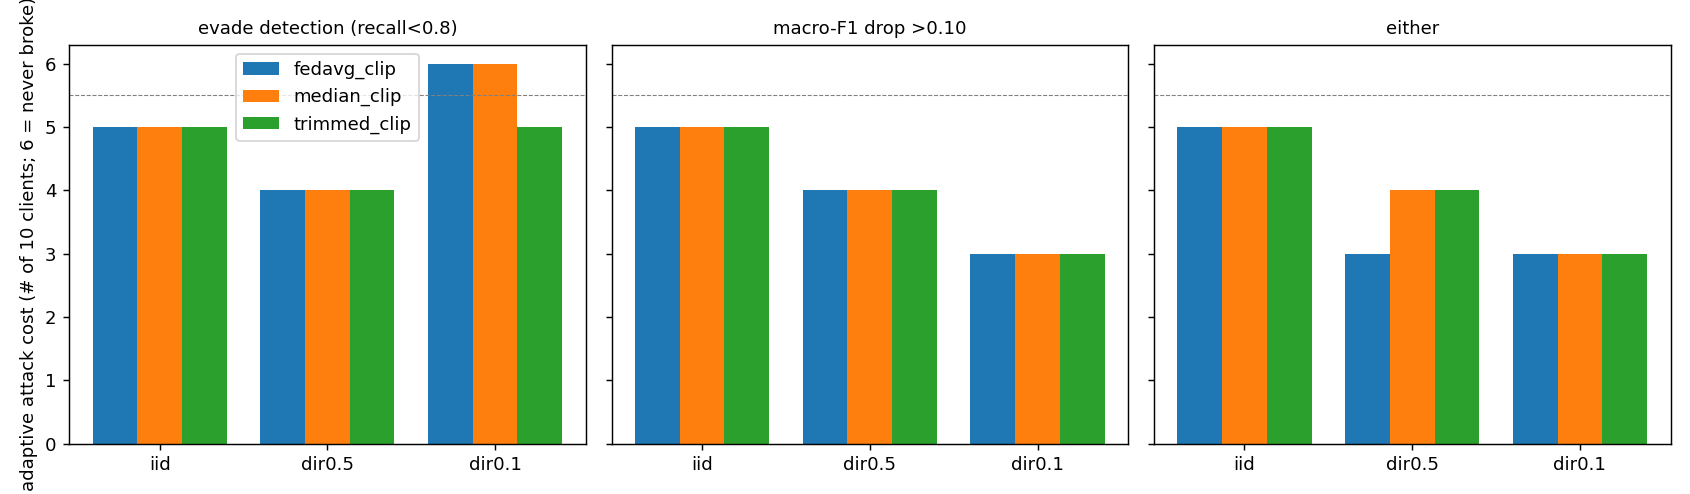 evade detection (recall<0.8)
macro-F1 drop >0.10
either
adaptive attack cost (# of 10 clients; 6 = never broke)
6
5
4
3
2
1
0
fedavg_clip
median_clip
trimmed_clip
iid
dir0.5
dir0.1
iid
dir0.5
dir0.1
iid
dir0.5
dir0.1